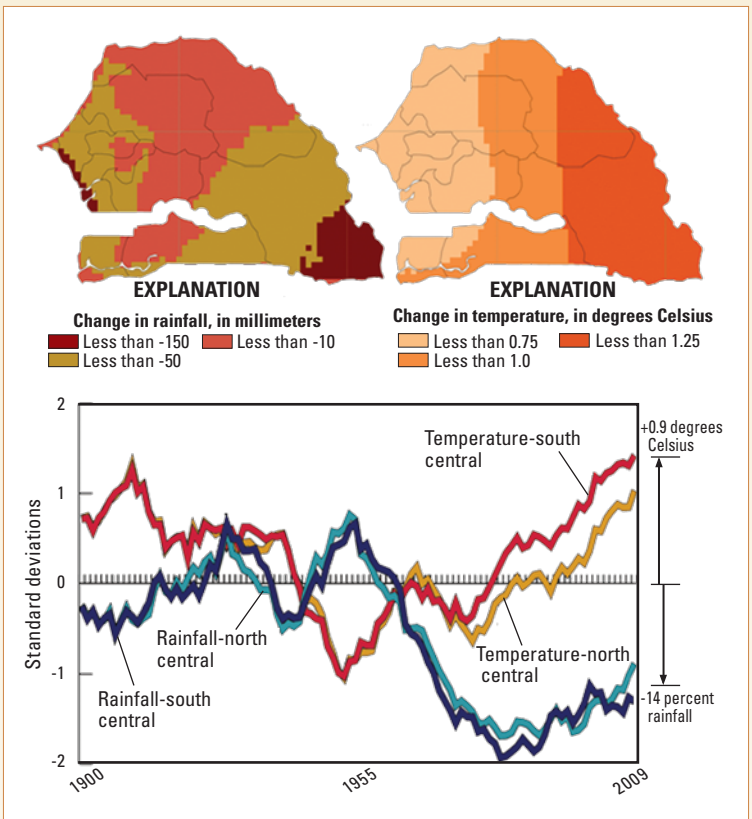 EXPLANATION
Change in rainfall, in millimeters
Less than -150
Less than -10
Less than -50
EXPLANATION
Change in temperature, in degrees Celsius
Less than 0.75
Less than 1.25
Less than 1.0
2
1
0
-1
-2
Standard deviations
Temperature-south
central
+0.9 degrees
Celsius
Rainfall-north
central
Temperature-north
central
Rainfall-south
central
-14 percent
rainfall
1900
1955
2009